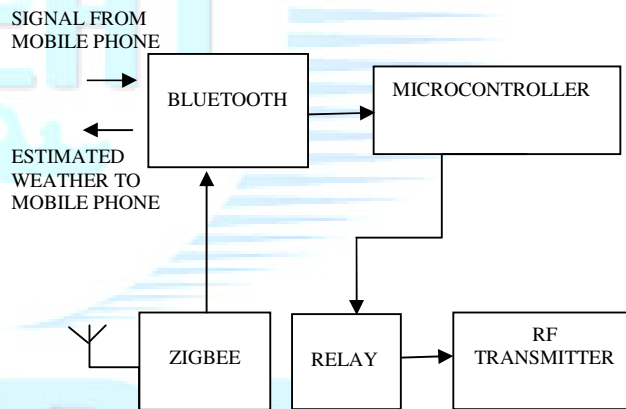 SIGNAL FROM
MOBILE PHONE
BLUETOOTH
MICROCONTROLLER
ESTIMATED
WEATHER TO
MOBILE PHONE
ZIGBEE
RELAY
RF
TRANSMITTER